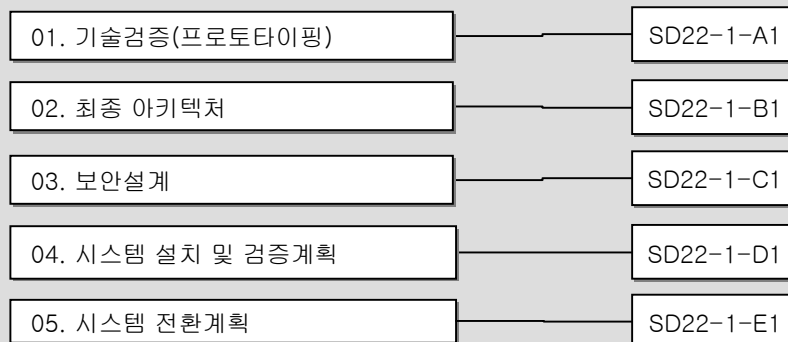 01. 기술검증(프로토타이핑)
SD22-1-A1
02. 최종 아키텍처
SD22-1-B1
03. 보안설계
SD22-1-C1
04. 시스템 설치 및 검증계획
SD22-1-D1
05. 시스템 전환계획
SD22-1-E1